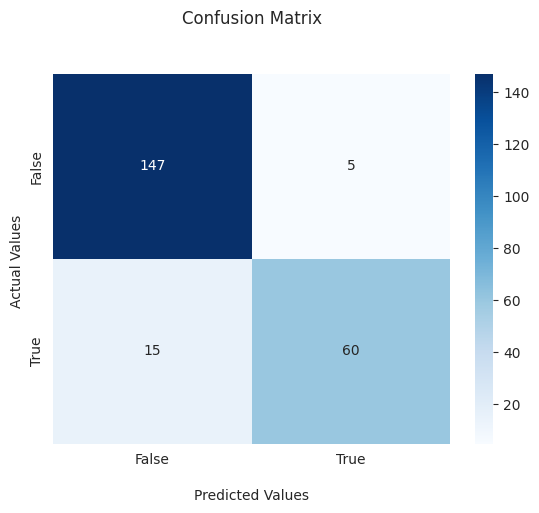 Confusion Matrix
140
120
100
80
60
40
20
Actual Values
False
True
147
5
15
60
False
True
Predicted Values